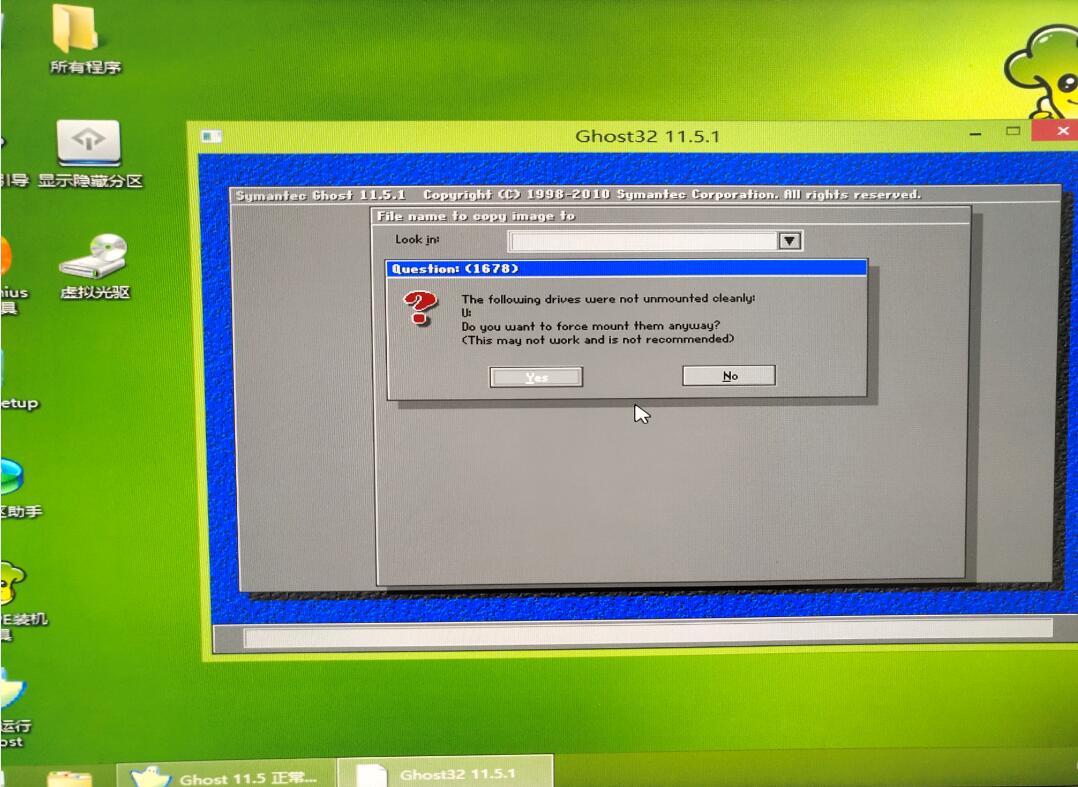 所有程序
显示隐藏分区
虚拟光驱
引导
nius
具
etup
区助手
E装机
具
运行
ost
Ghost32 11.5.1
Symantec Ghost 11.5.1 Copyright (C) 1998-2010 Symantec Corporation. All rights reserved.
File name to copy image to
Look in:
Question: (1678)
The following drives were not unmounted cleanly:
U:
Do you want to force mount them anyway?
(This may not work and is not recommended)
Yes
No
Ghost 11.5 正常...
Ghost32 11.5.1